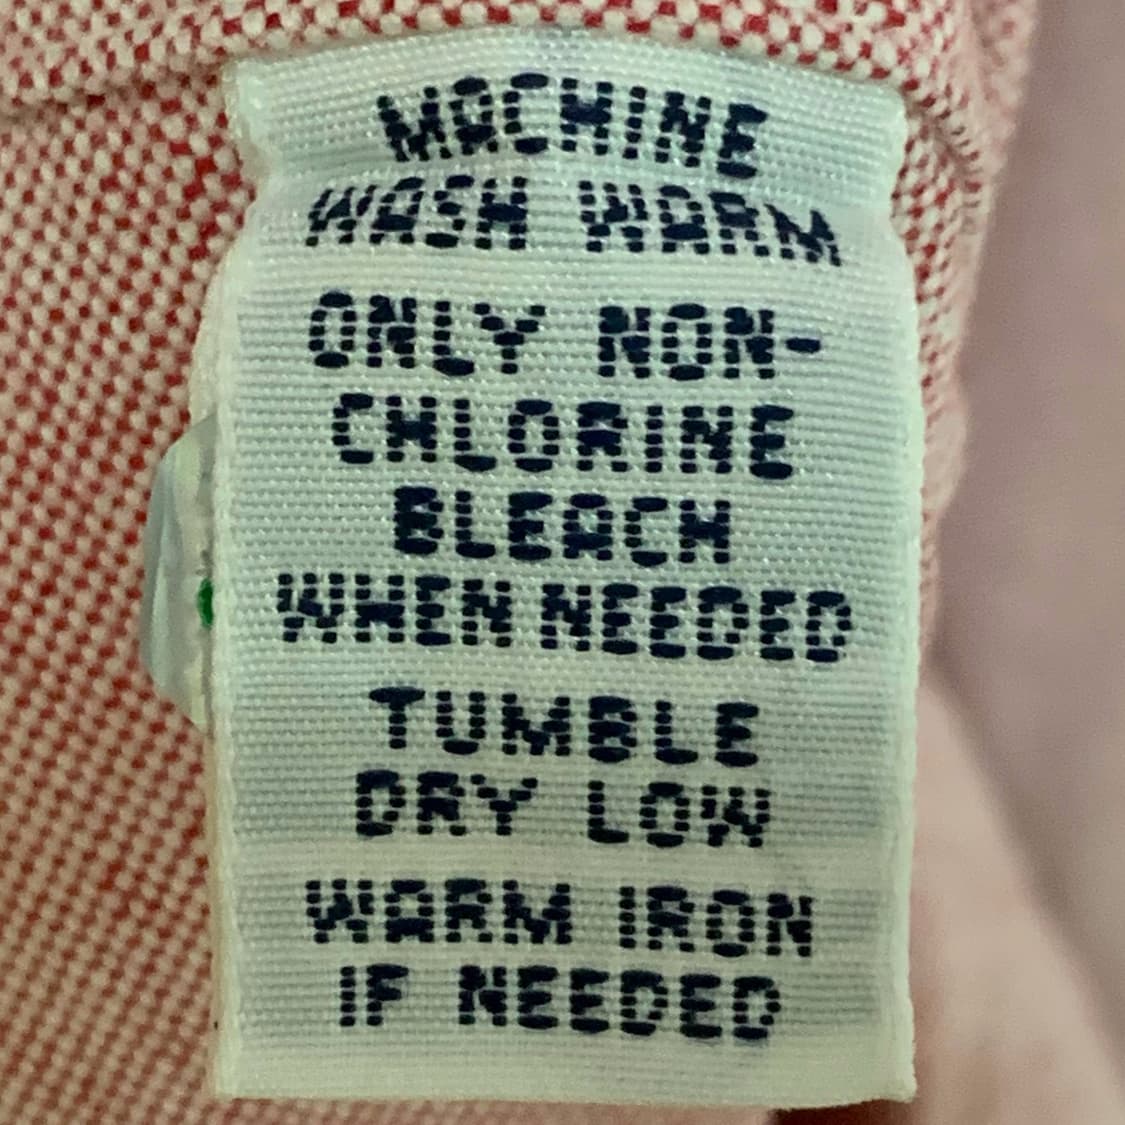 MACHINE
WASH WARM
ONLY NON-
CHLORINE
BLEACH
WHEN NEEDED
TUMBLE
DRY LOW
WARM IRON
IF NEEDED